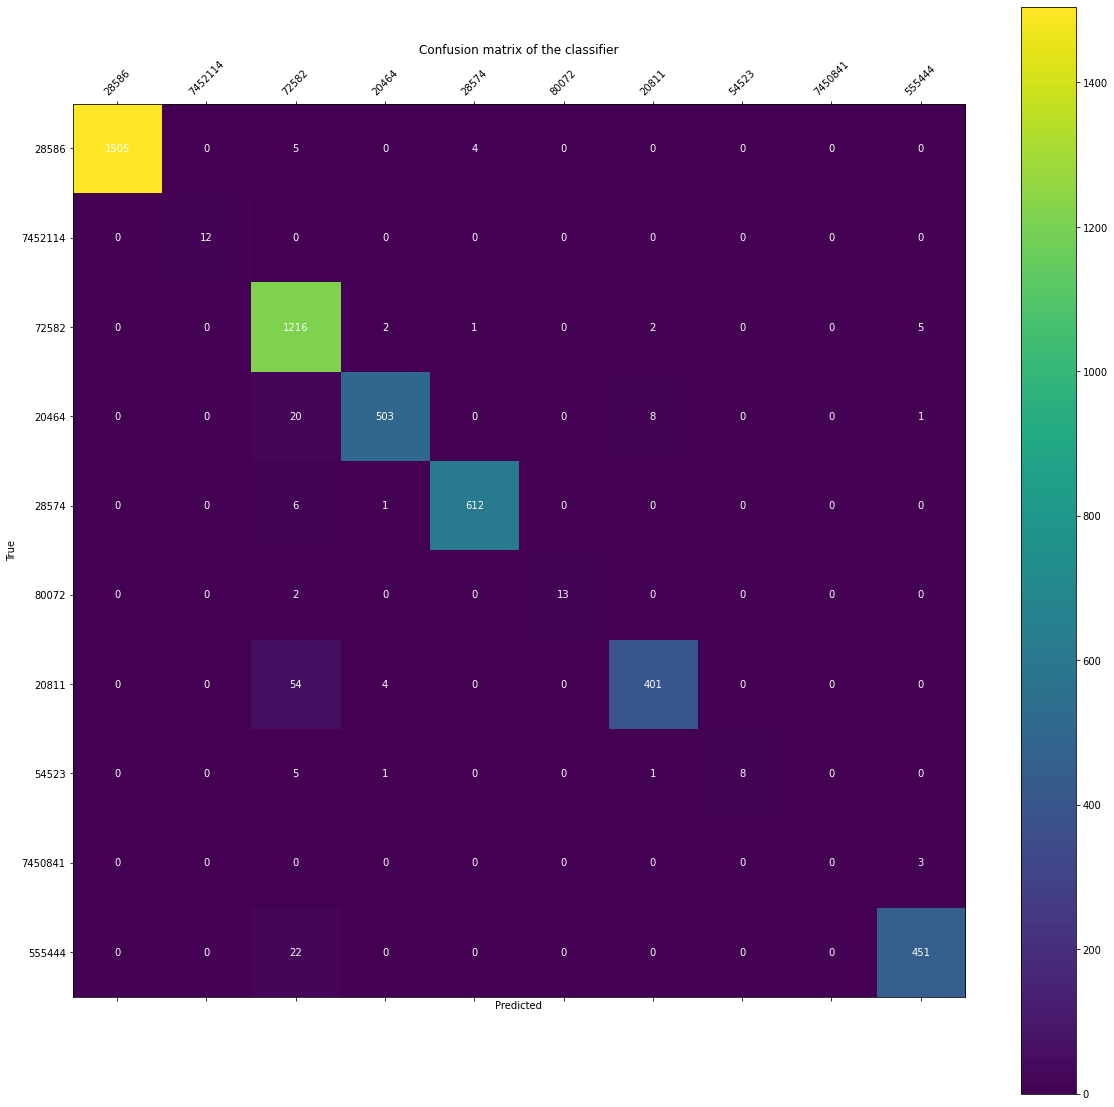 Confusion matrix of the classifier
28586 7452114 72582 20464 28574 80072 20811 54523 7450841 555444
28586 1505 0 5 0 4 0 0 0 0 0
7452114 0 12 0 0 0 0 0 0 0 0
72582 0 0 1216 2 1 0 2 0 0 5
20464 0 0 20 503 0 0 8 0 0 1
28574 0 0 6 1 612 0 0 0 0 0
True
80072 0 0 2 0 0 13 0 0 0 0
20811 0 0 54 4 0 0 401 0 0 0
54523 0 0 5 1 0 0 1 8 0 0
7450841 0 0 0 0 0 0 0 0 0 3
555444 0 0 22 0 0 0 0 0 0 451
Predicted
1400
1200
1000
800
600
400
200
0